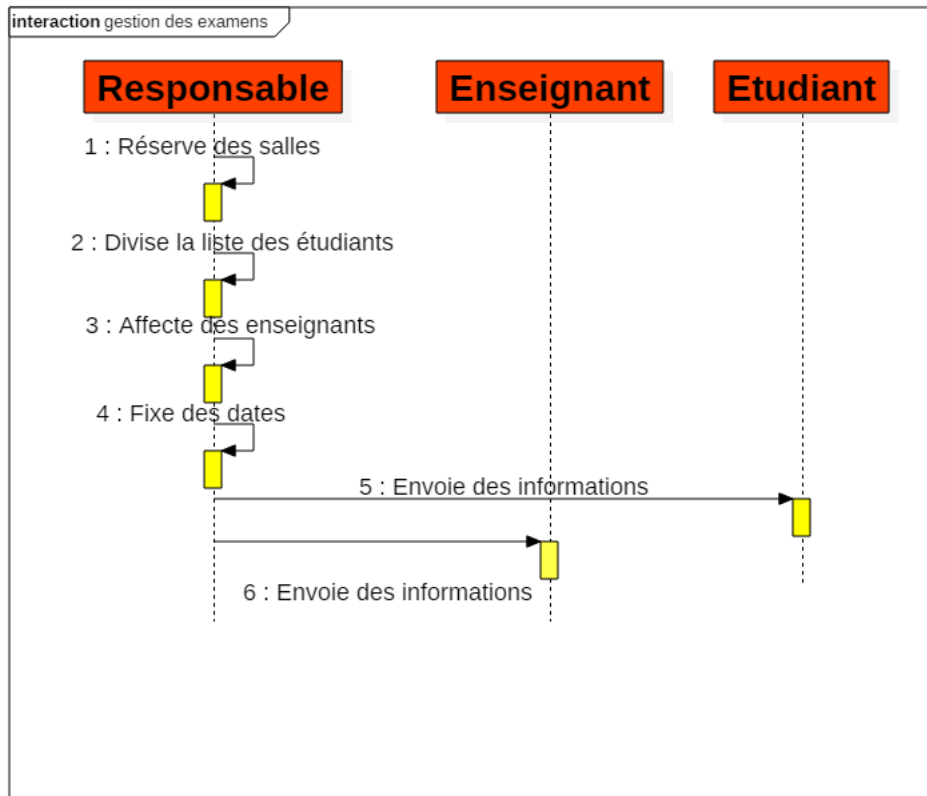 interaction gestion des examens
Responsable
Enseignant
Etudiant
1 : Réserve des salles
2 : Divise la liste des étudiants
3 : Affecte des enseignants
4 : Fixe des dates
5 : Envoie des informations
6 : Envoie des informations